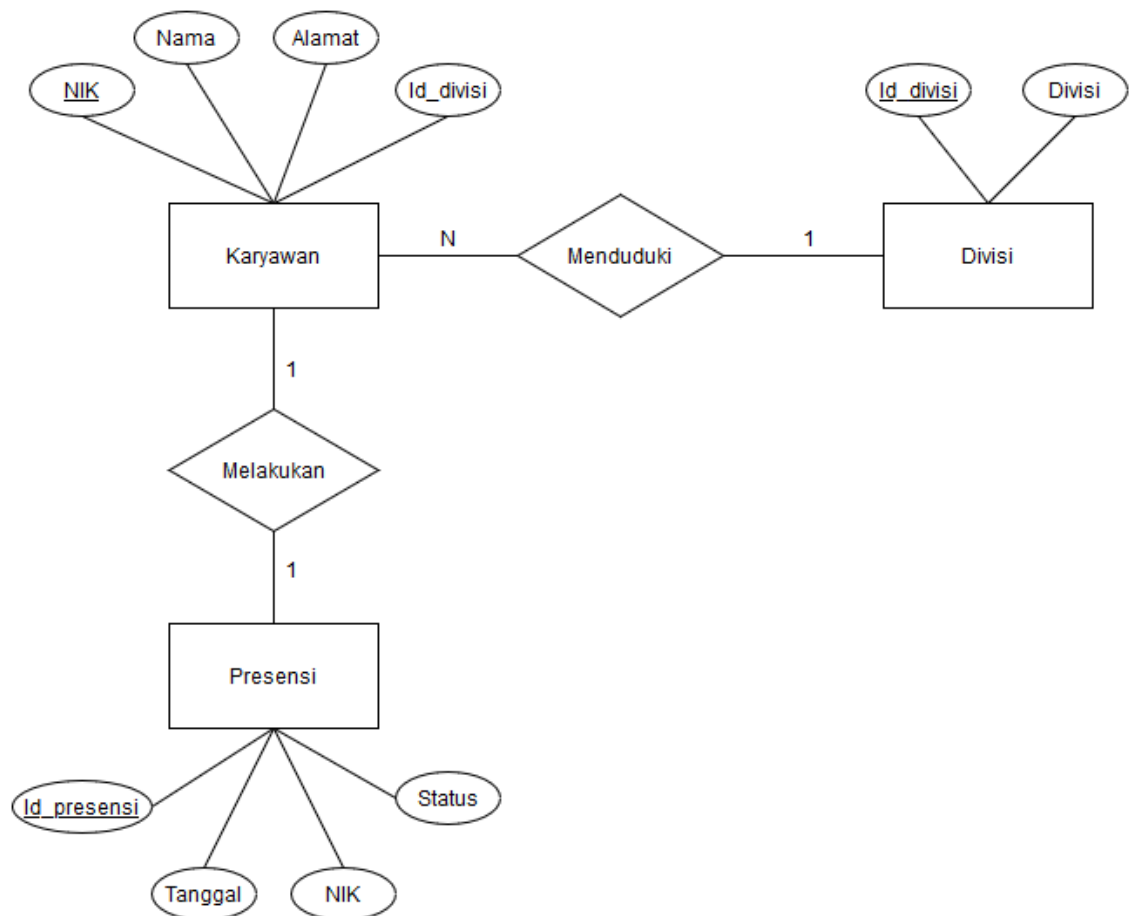 Nama
Alamat
NIK
Id_divisi
Id_divisi
Divisi
Karyawan
N
Menduduki
1
Divisi
1
Melakukan
1
Presensi
Id_presensi
Status
Tanggal
NIK